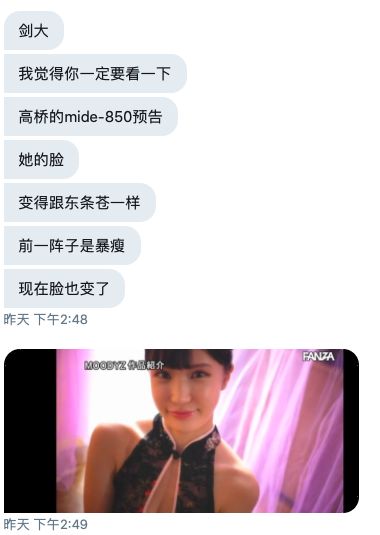 剑大
我觉得你一定要看一下
高桥的mide-850预告
她的脸
变得跟东条苍一样
前一阵子是暴瘦
现在脸也变了
昨天 下午2:48
MOODYZ 作品紹介
FANZA
昨天 下午2:49